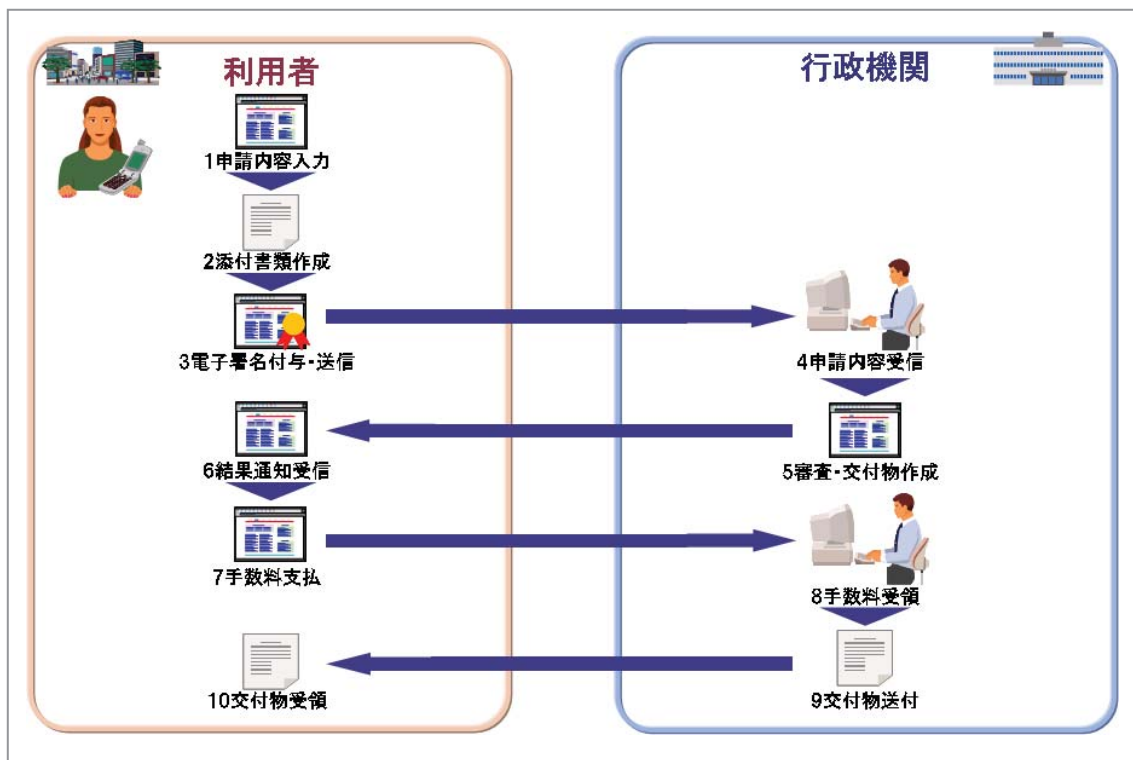 利用者
行政機関
1申請内容入力
2添付書類作成
3電子署名付与・送信
4申請内容受信
5審査・交付物作成
6結果通知受信
7手数料支払
8手数料受領
9交付物送付
10交付物受領